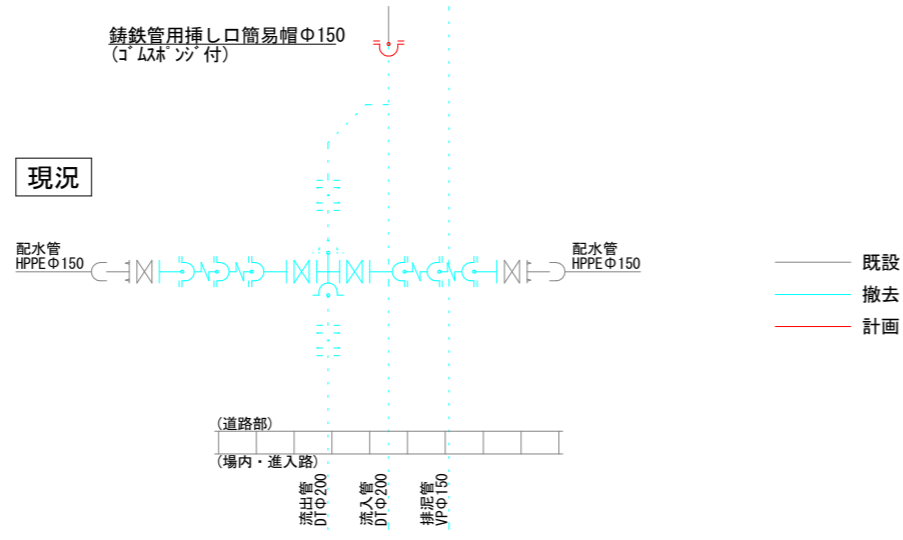 鋳鉄管用挿し口簡易帽Φ150
(ｺﾞﾑｽﾎﾟﾝｼﾞ付)
現況
配水管
HPPEΦ150
配水管
HPPEΦ150
既設
撤去
計画
(道路部)
(場内・進入路)
流出管
DTΦ200
流入管
DTΦ200
排泥管
VPΦ150